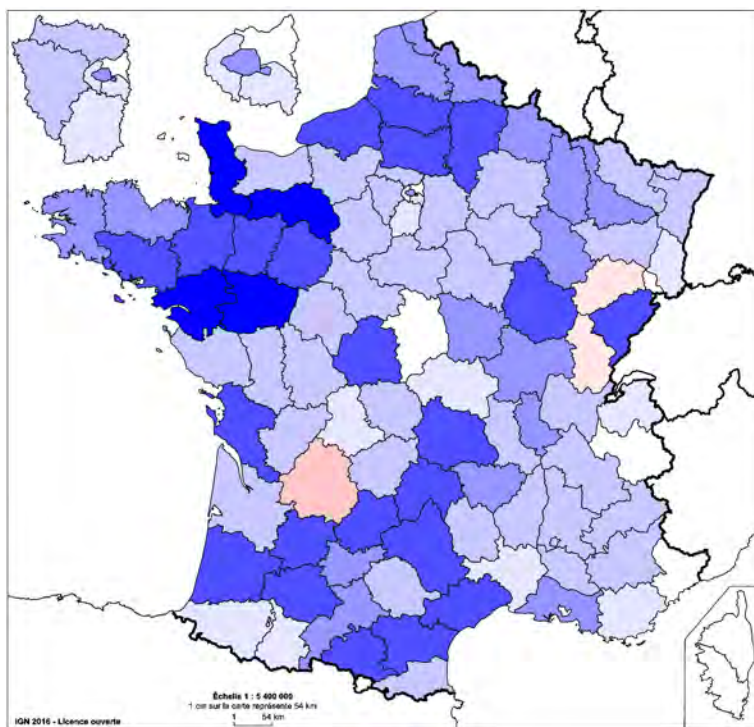 Échelle 1 : 5 400 000
1 cm sur la carte représente 54 km
1 54 km
IGN 2016 - Licence ouverte